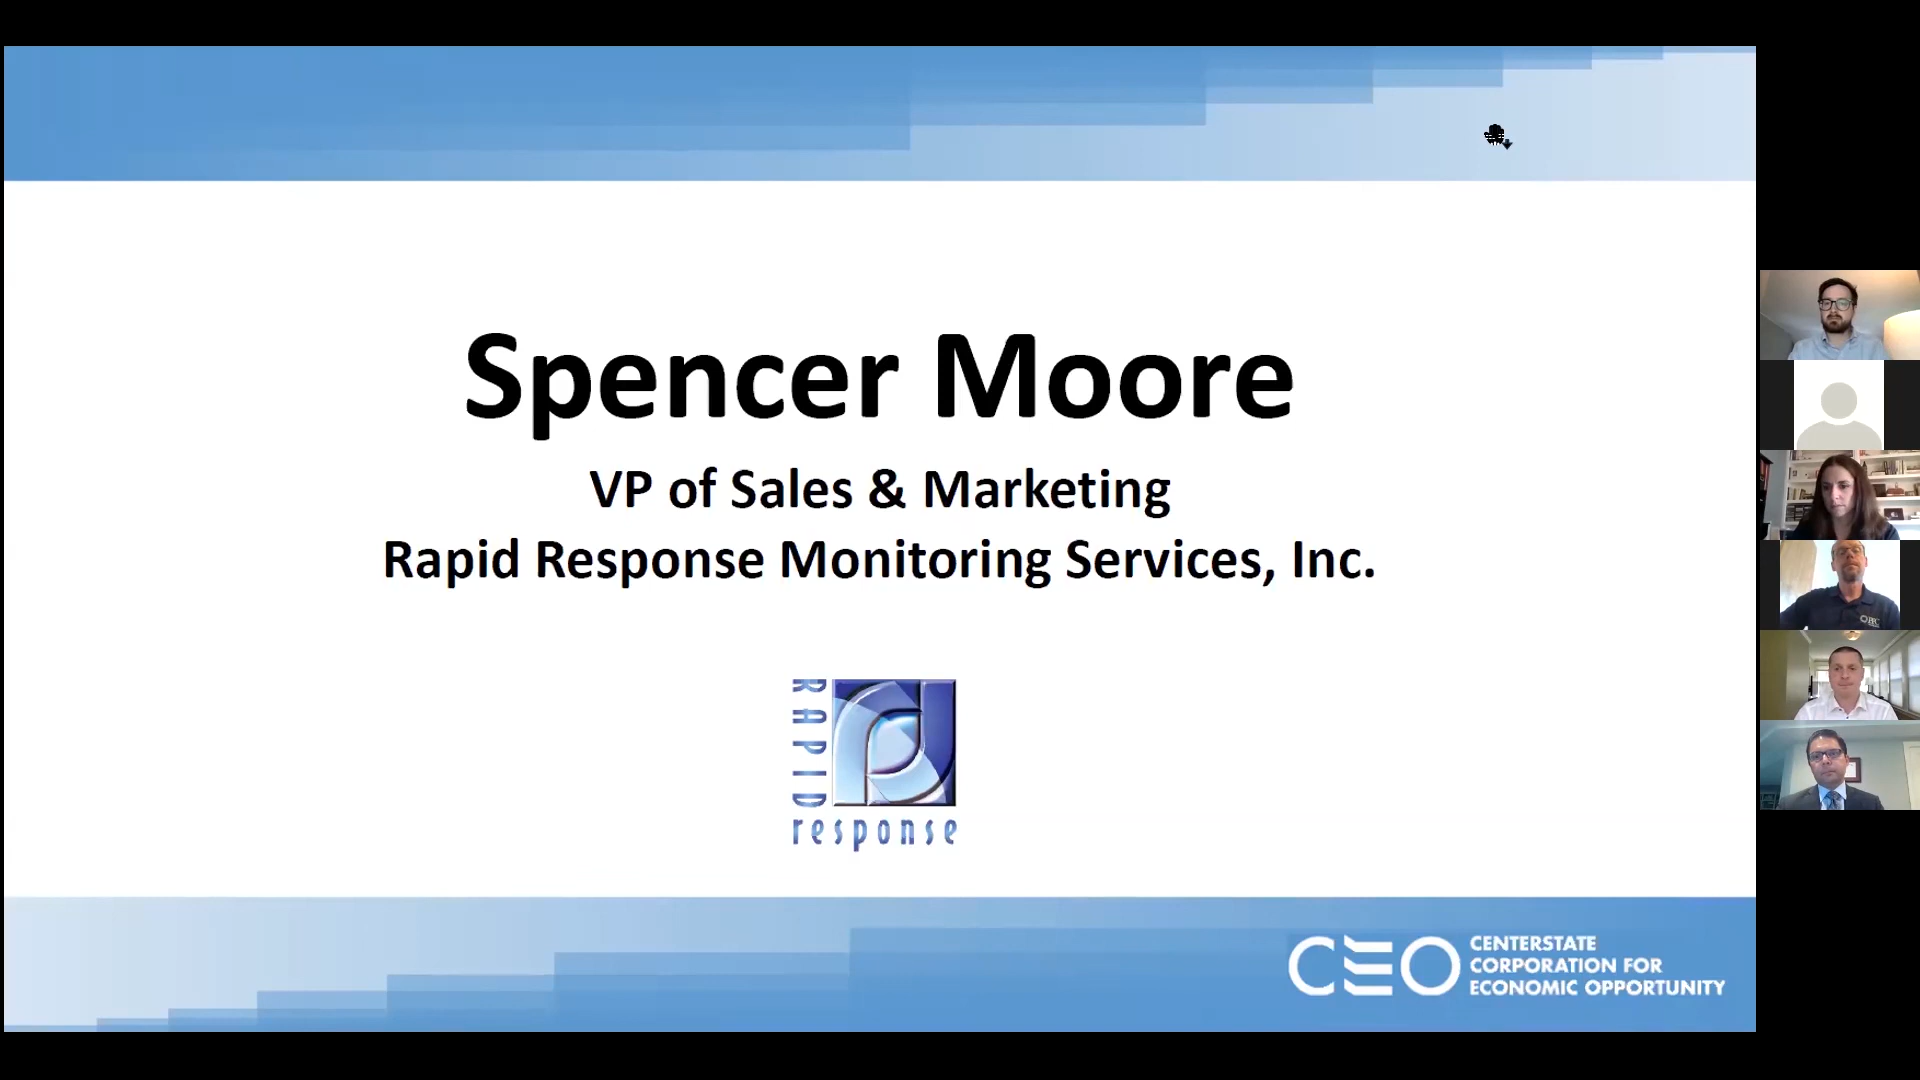 Spencer Moore
VP of Sales & Marketing
Rapid Response Monitoring Services, Inc.
RAPID
response
CEO
CENTERSTATE
CORPORATION FOR
ECONOMIC OPPORTUNITY